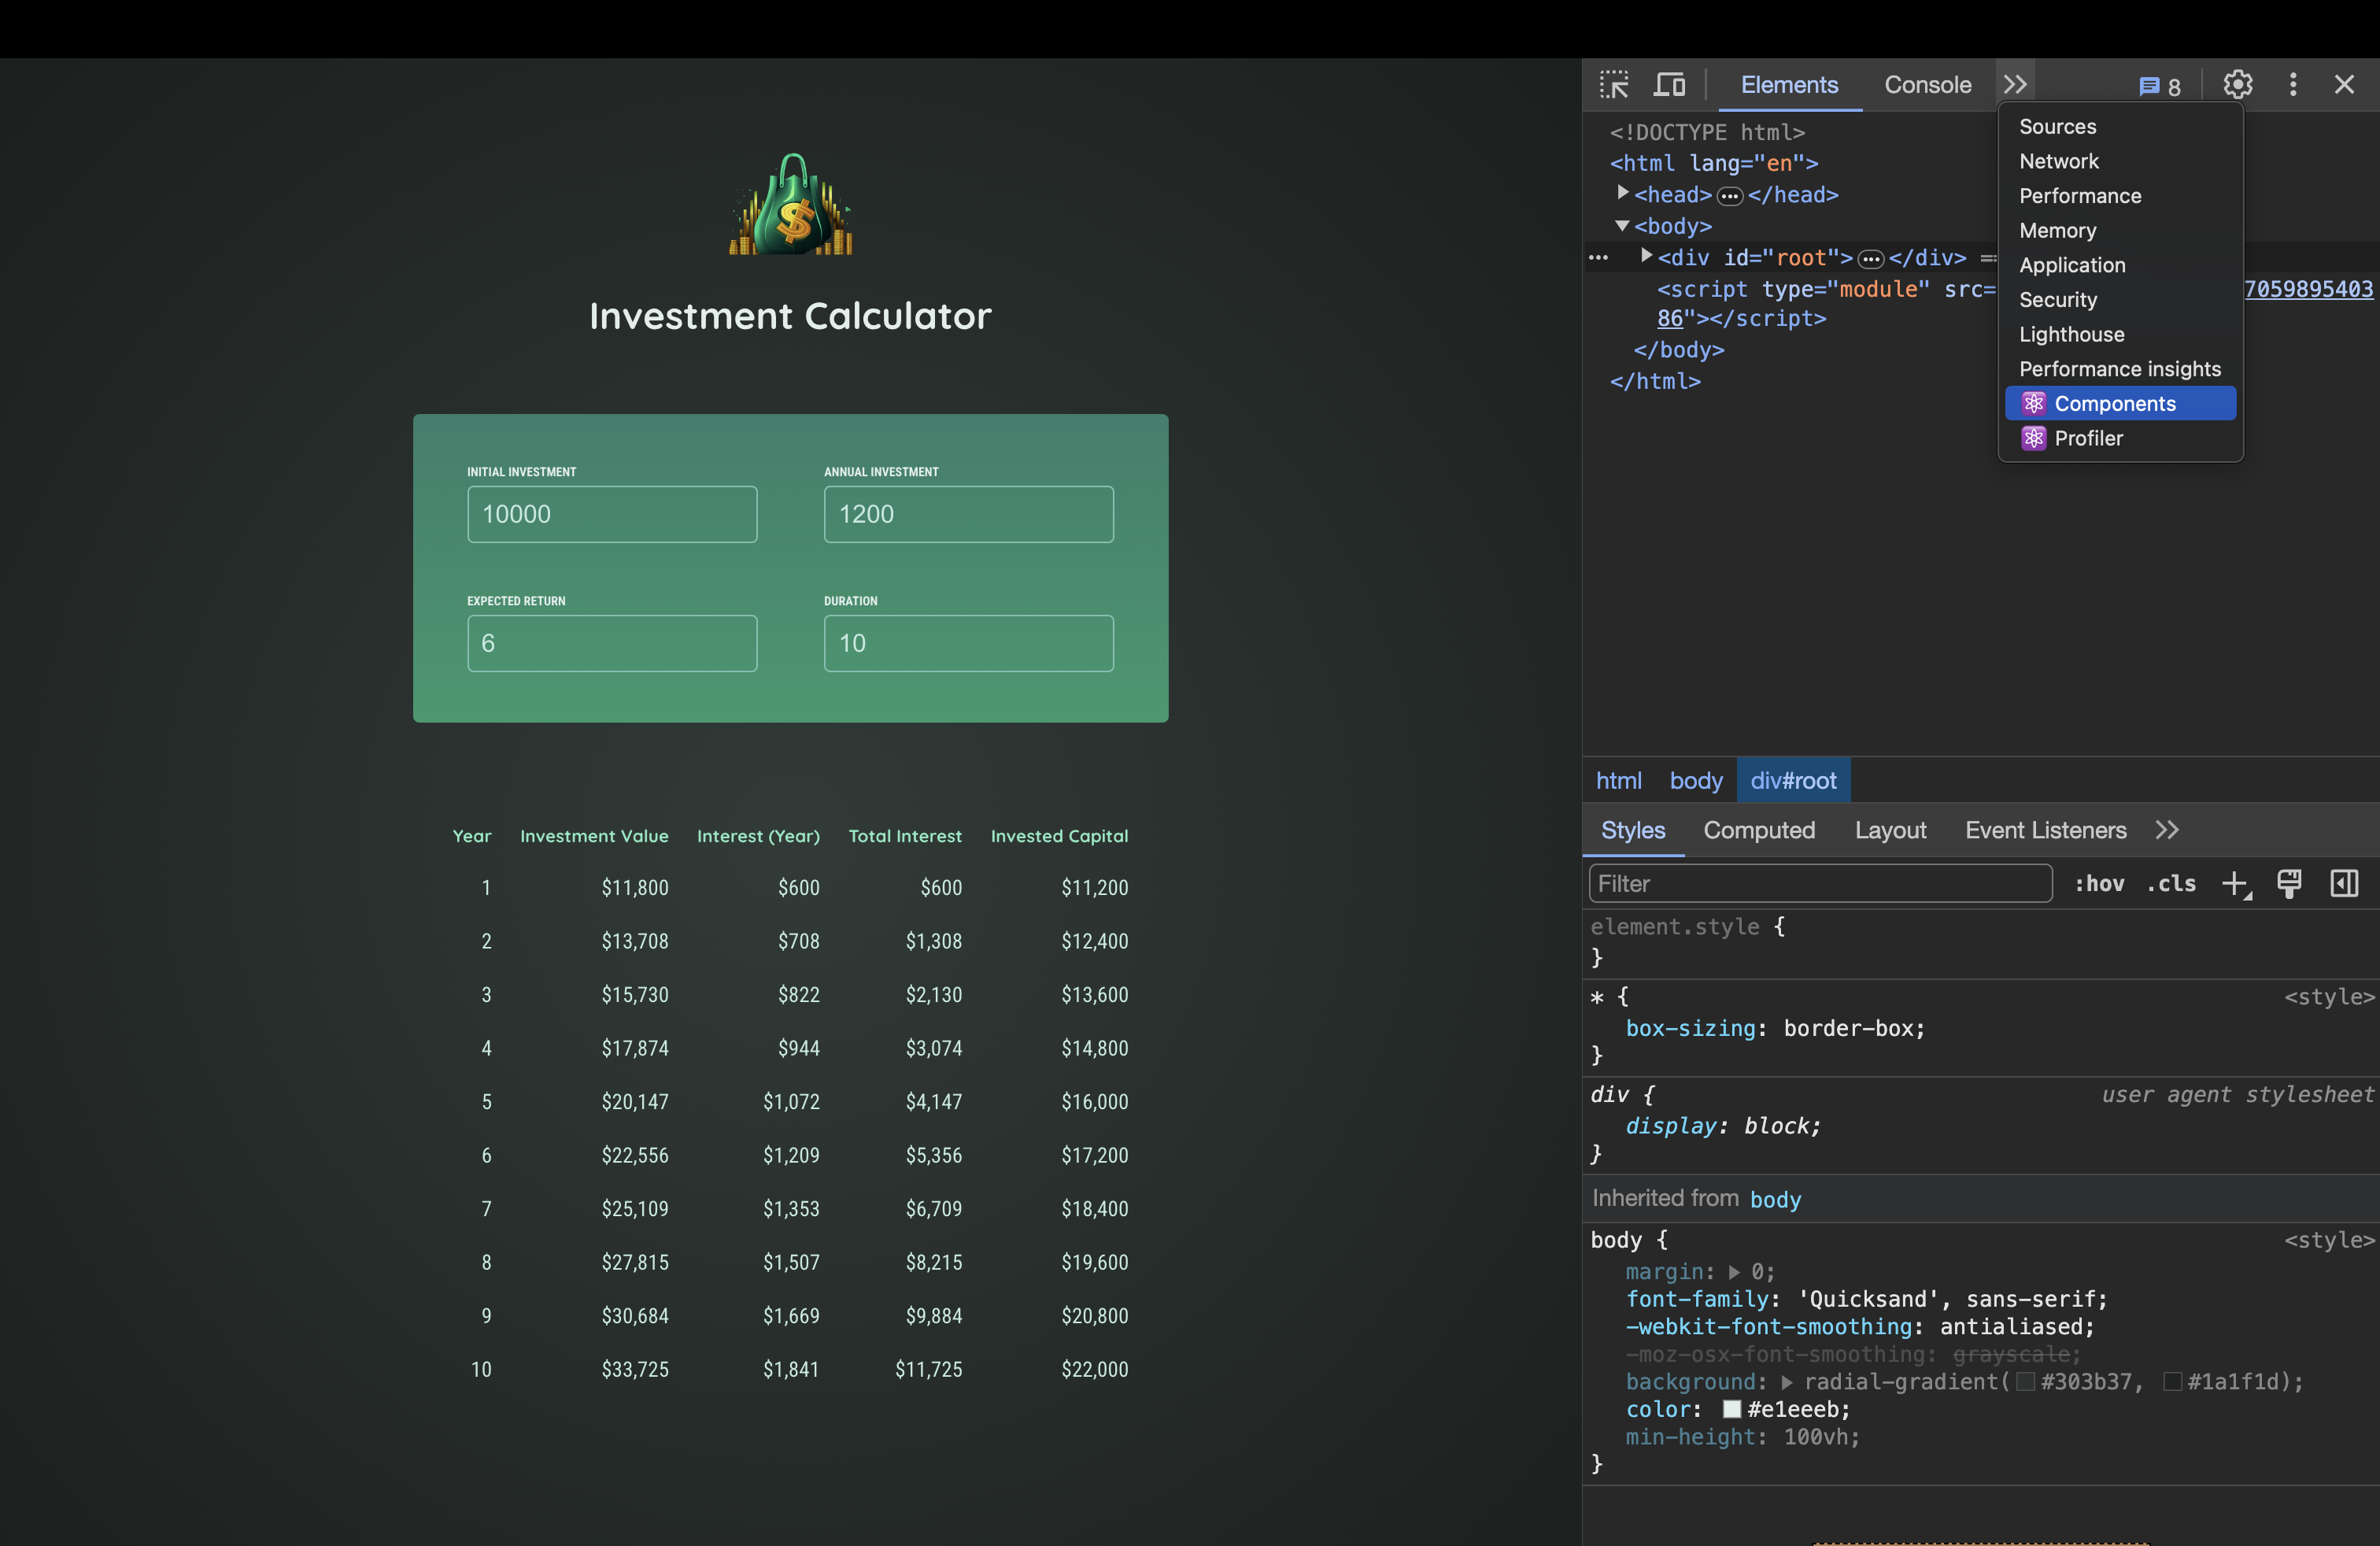 $
Investment Calculator
INITIAL INVESTMENT
ANNUAL INVESTMENT
10000
1200
EXPECTED RETURN
DURATION
6
10
Year Investment Value Interest (Year) Total Interest Invested Capital
1 $11,800 $600 $600 $11,200
2 $13,708 $708 $1,308 $12,400
3 $15,730 $822 $2,130 $13,600
4 $17,874 $944 $3,074 $14,800
5 $20,147 $1,072 $4,147 $16,000
6 $22,556 $1,209 $5,356 $17,200
7 $25,109 $1,353 $6,709 $18,400
8 $27,815 $1,507 $8,215 $19,600
9 $30,684 $1,669 $9,884 $20,800
10 $33,725 $1,841 $11,725 $22,000
Elements Console 8
<!DOCTYPE html>
<html lang="en">
<head>…</head>
<body>
… <div id="root">…</div> ==
<script type="module" src= 7059895403
86"></script>
</body>
</html>
Sources
Network
Performance
Memory
Application
Security
Lighthouse
Performance insights
Components
Profiler
html body div#root
Styles Computed Layout Event Listeners
Filter :hov .cls
element.style {
}
* { <style>
box-sizing: border-box;
}
div { user agent stylesheet
display: block;
}
Inherited from body
body { <style>
margin: 0;
font-family: 'Quicksand', sans-serif;
-webkit-font-smoothing: antialiased;
-moz-osx-font-smoothing: grayscale;
background: radial-gradient(#303b37, #1a1f1d);
color: #e1eeeb;
min-height: 100vh;
}